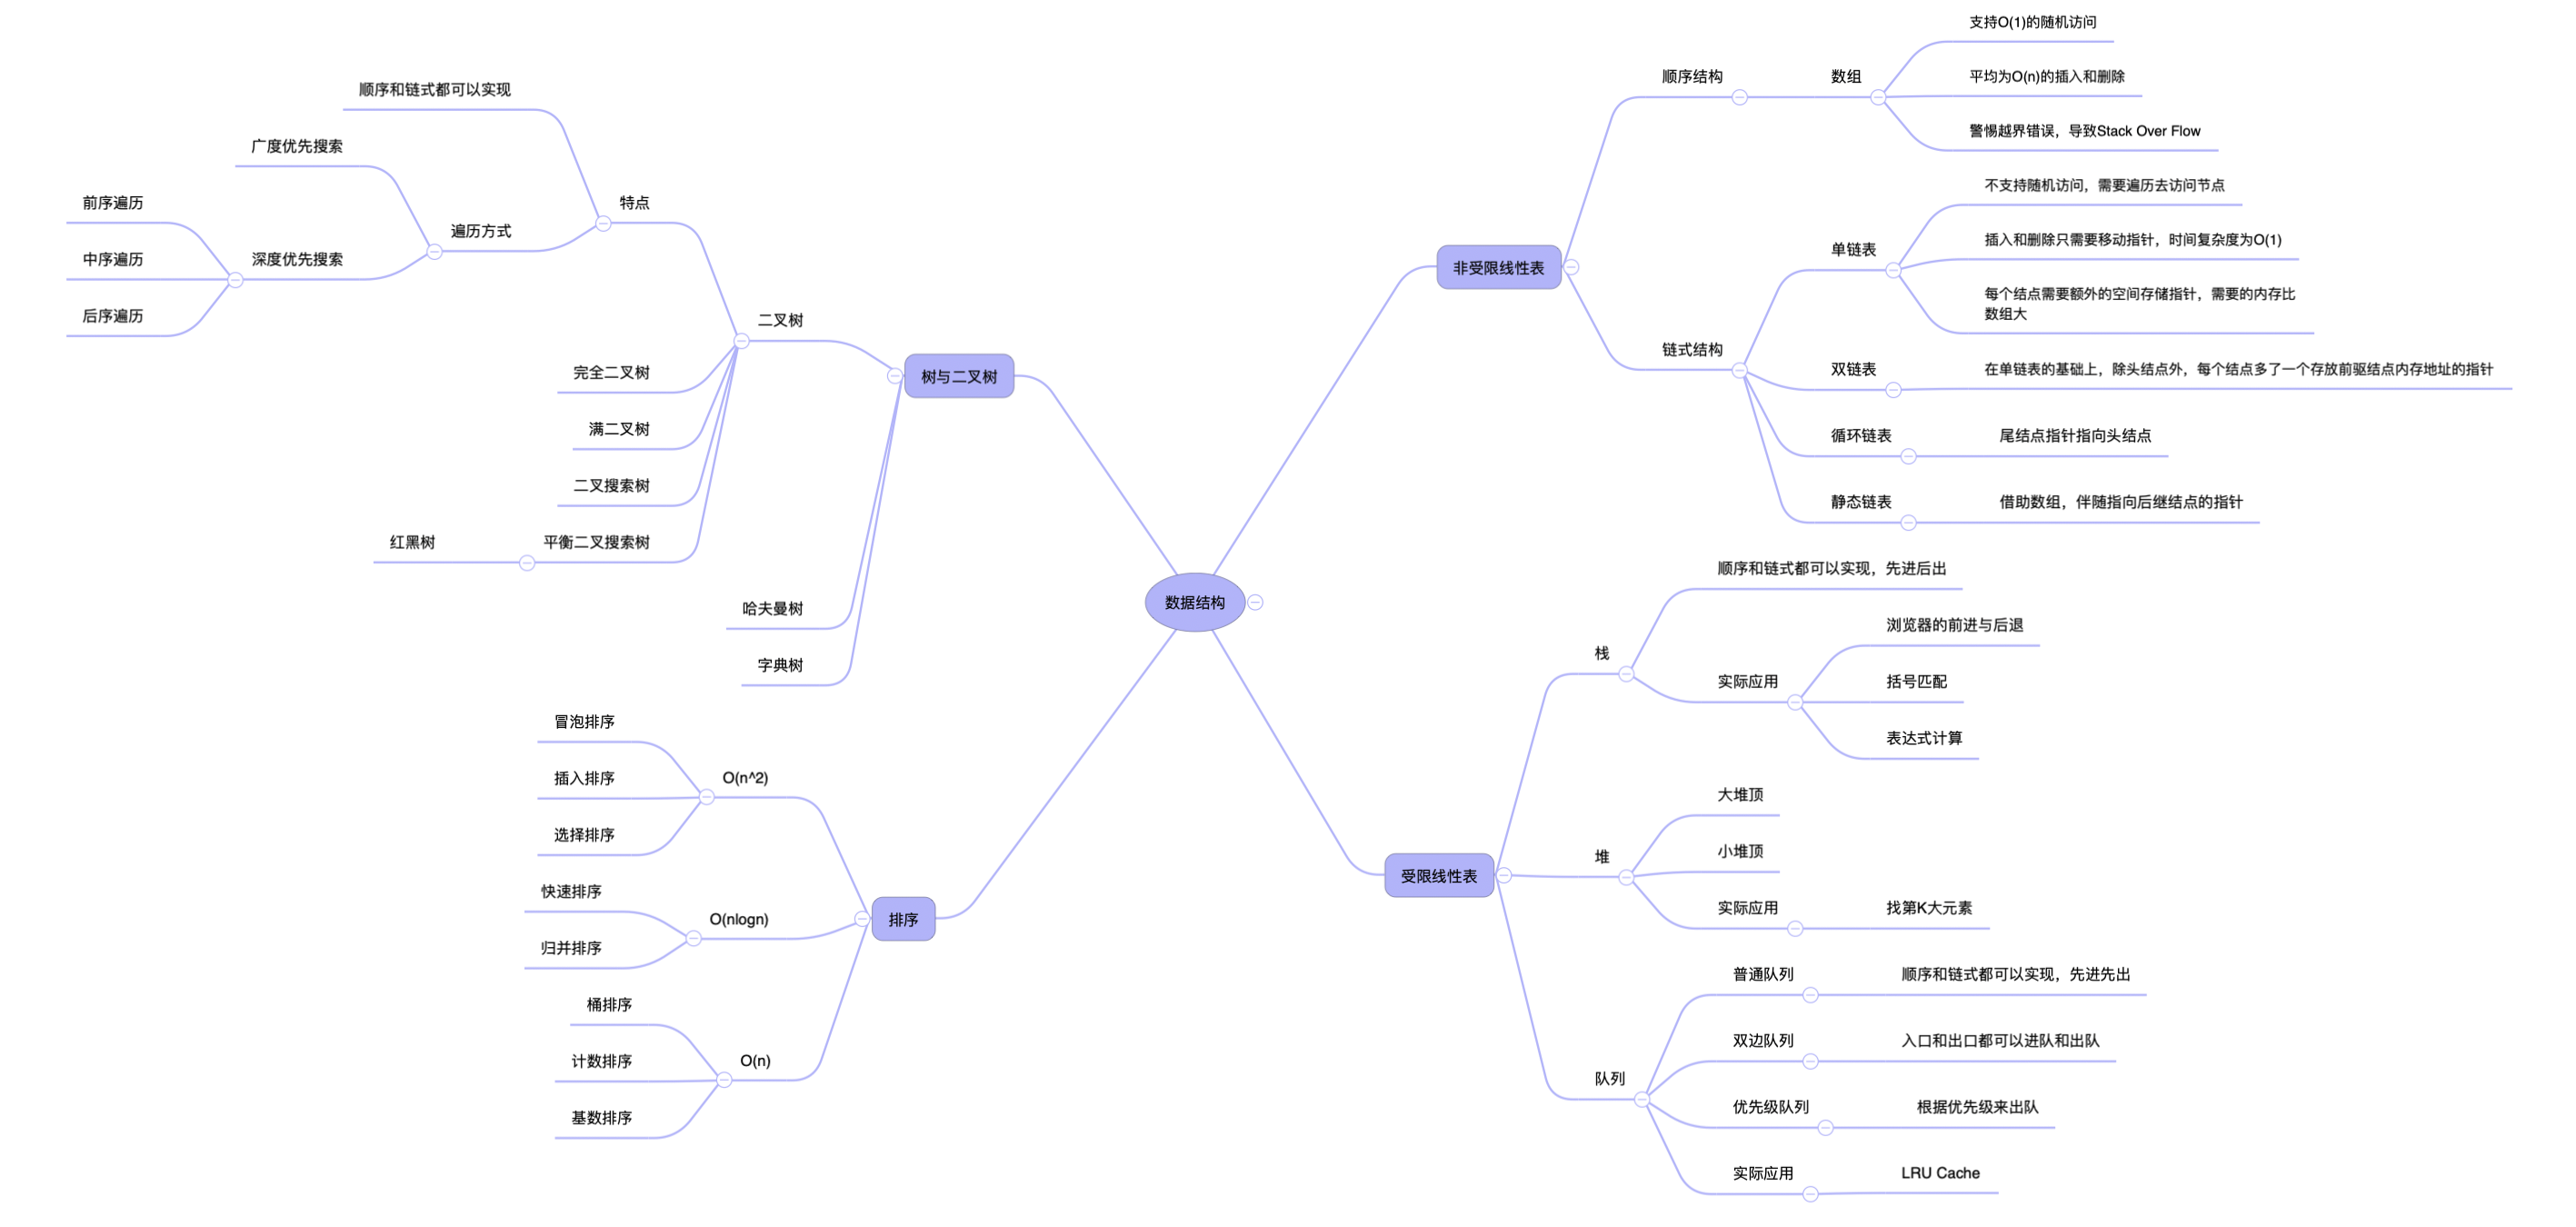 数据结构
非受限线性表
顺序结构
数组
支持O(1)的随机访问
平均为O(n)的插入和删除
警惕越界错误，导致Stack Over Flow
链式结构
单链表
不支持随机访问，需要遍历去访问节点
插入和删除只需要移动指针，时间复杂度为O(1)
每个结点需要额外的空间存储指针，需要的内存比
数组大
双链表
在单链表的基础上，除头结点外，每个结点多了一个存放前驱结点内存地址的指针
循环链表
尾结点指针指向头结点
静态链表
借助数组，伴随指向后继结点的指针
受限线性表
栈
顺序和链式都可以实现，先进后出
实际应用
浏览器的前进与后退
括号匹配
表达式计算
堆
大堆顶
小堆顶
实际应用
找第K大元素
队列
普通队列
顺序和链式都可以实现，先进先出
双边队列
入口和出口都可以进队和出队
优先级队列
根据优先级来出队
实际应用
LRU Cache
树与二叉树
二叉树
特点
顺序和链式都可以实现
遍历方式
广度优先搜索
深度优先搜索
前序遍历
中序遍历
后序遍历
完全二叉树
满二叉树
二叉搜索树
平衡二叉搜索树
红黑树
哈夫曼树
字典树
排序
O(n^2)
冒泡排序
插入排序
选择排序
O(nlogn)
快速排序
归并排序
O(n)
桶排序
计数排序
基数排序